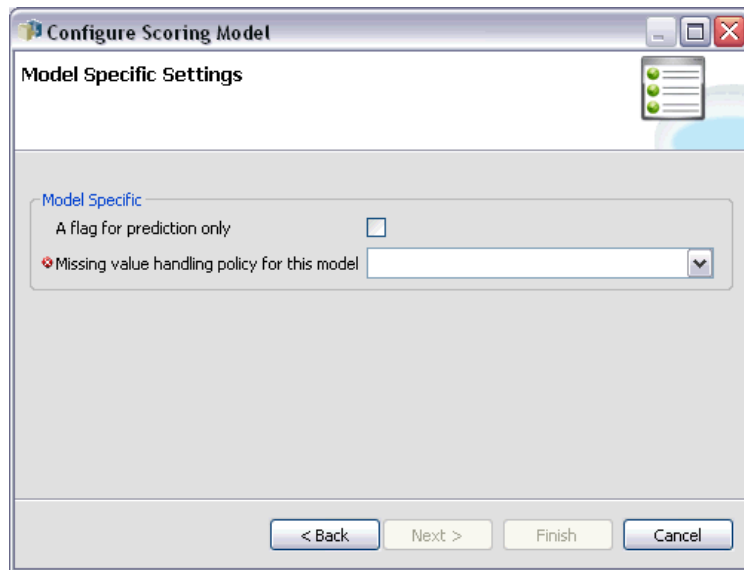 Configure Scoring Model
Model Specific Settings
Model Specific
A flag for prediction only
Missing value handling policy for this model
< Back Next > Finish Cancel